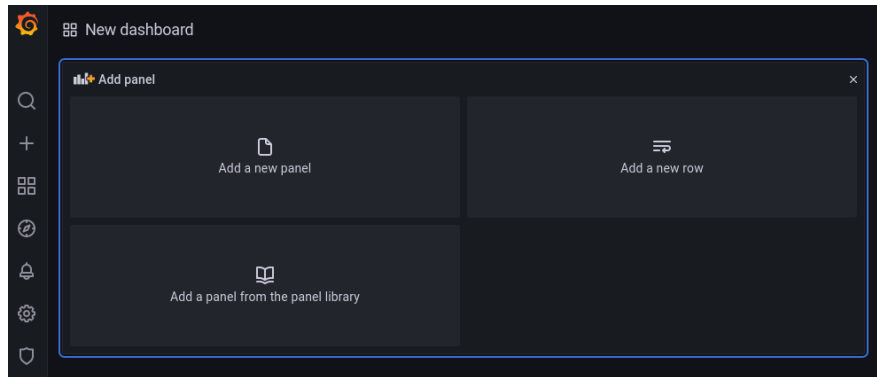 New dashboard
Add panel
Add a new panel
Add a new row
Add a panel from the panel library